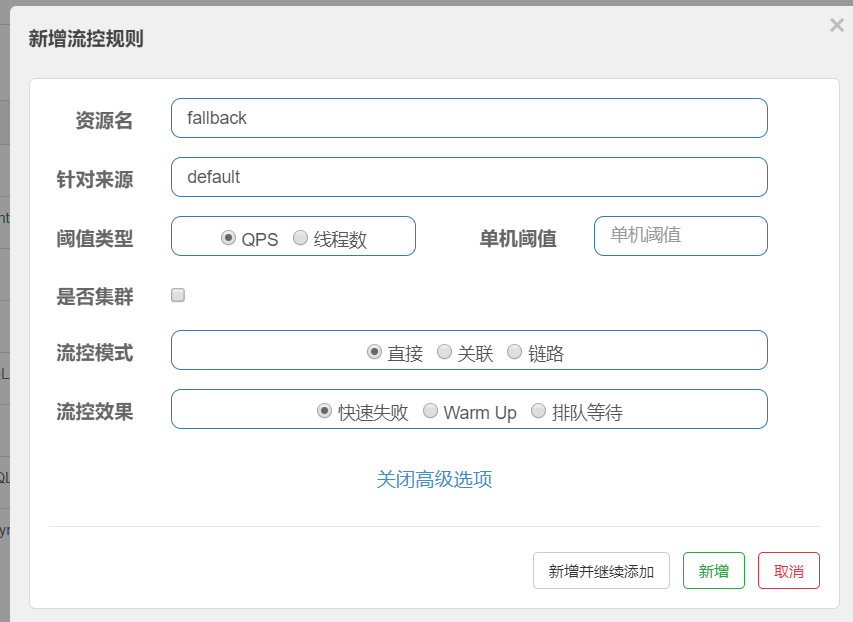 新增流控规则
×
资源名 fallback
针对来源 default
阈值类型 QPS 线程数 单机阈值 单机阈值
是否集群
流控模式 直接 关联 链路
流控效果 快速失败 Warm Up 排队等待
关闭高级选项
新增并继续添加 新增 取消